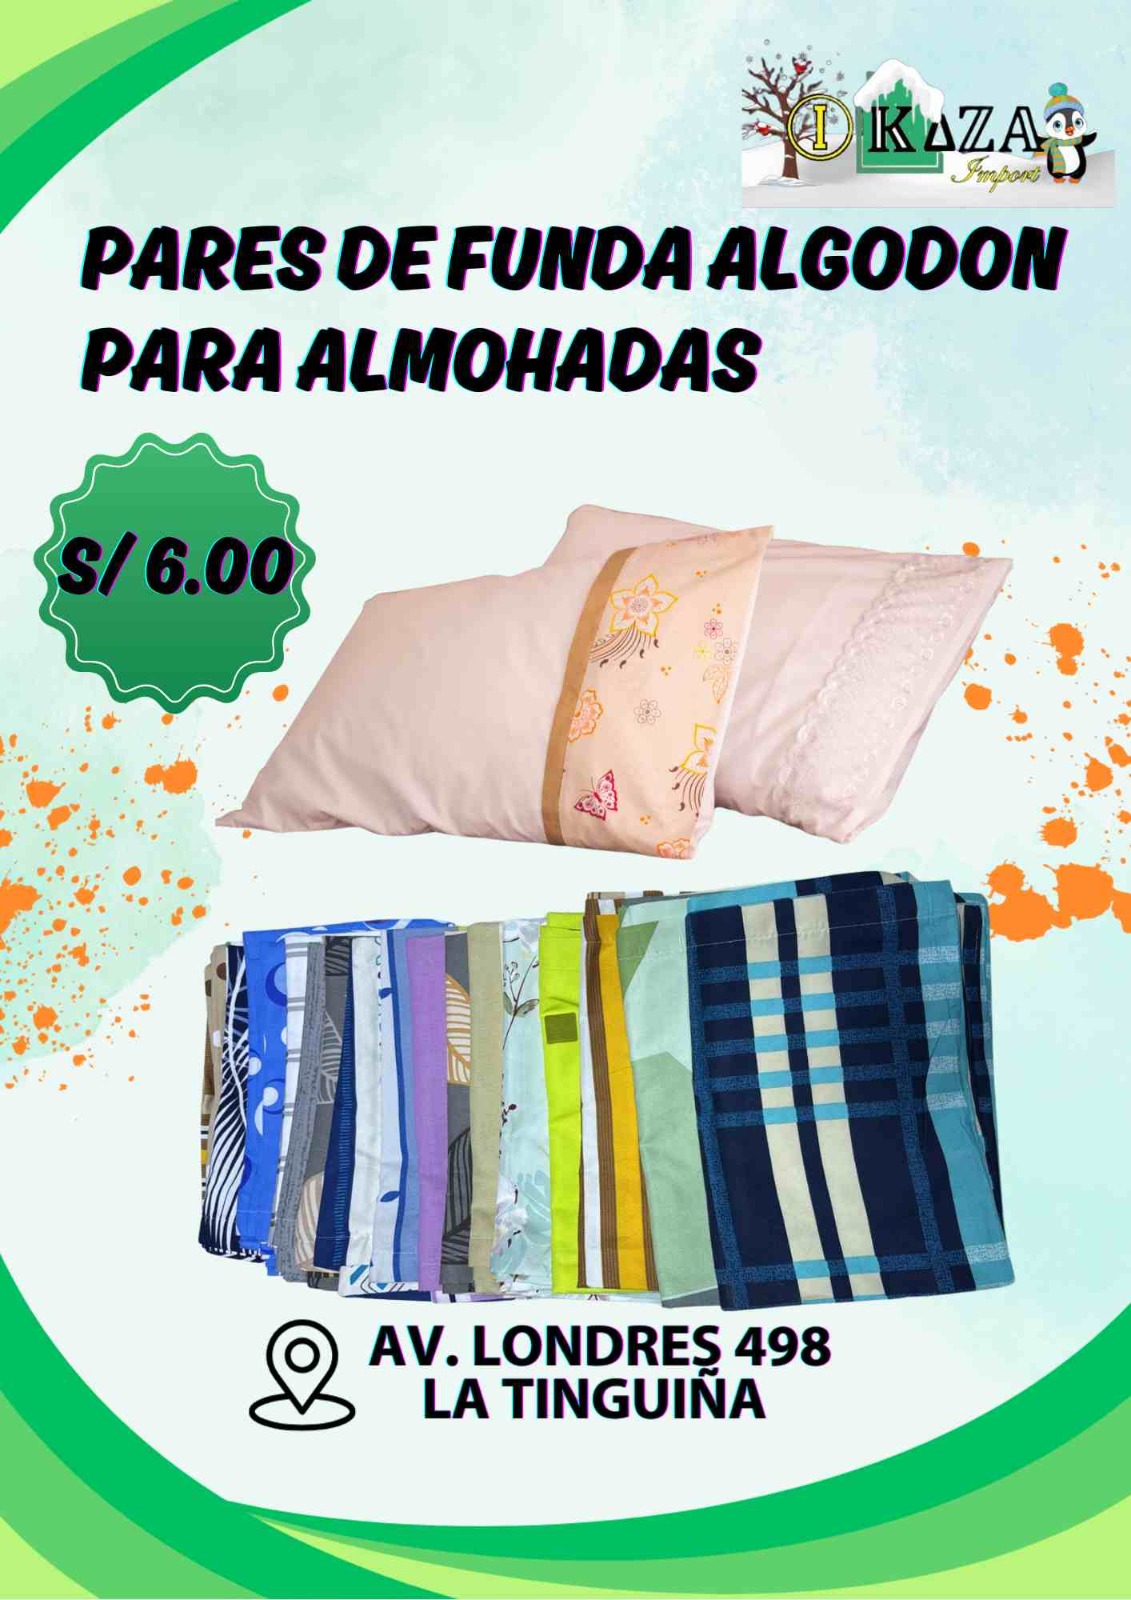 I KAZA
Import
PARES DE FUNDA ALGODON
PARA ALMOHADAS
S/ 6.00
AV. LONDRES 498
LA TINGUIÑA